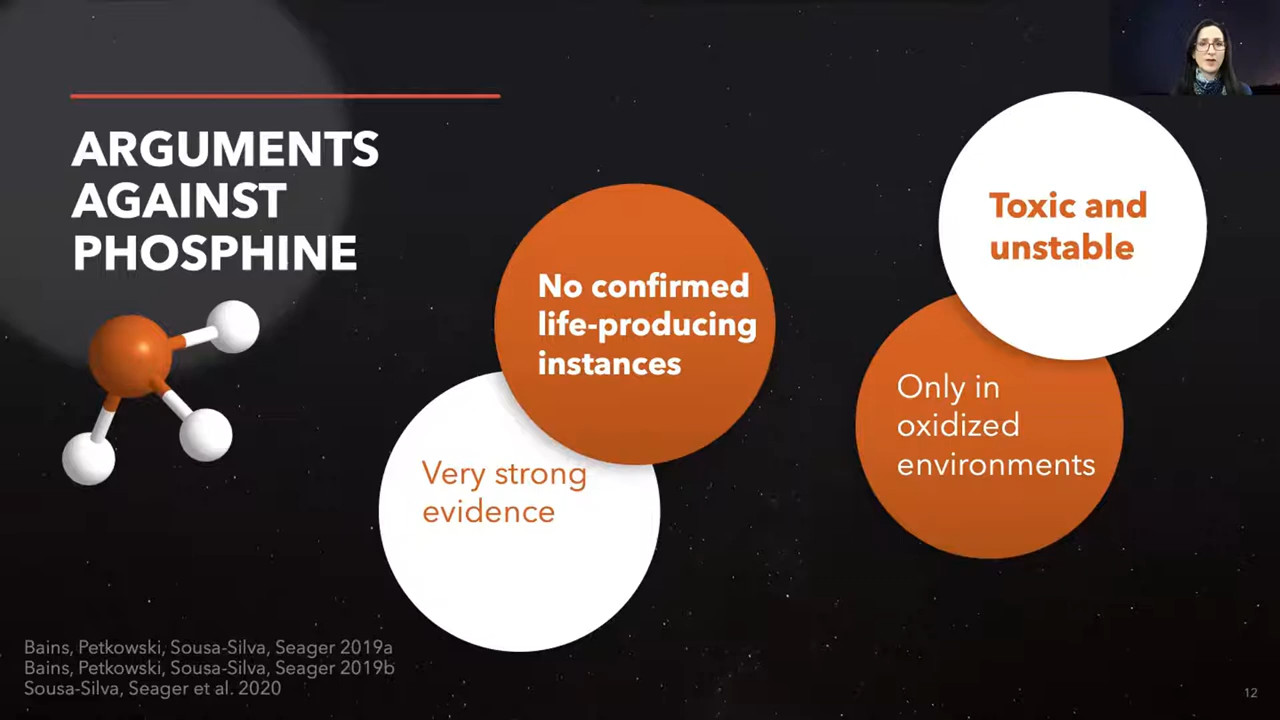 ARGUMENTS
AGAINST
PHOSPHINE
No confirmed
life-producing
instances
Very strong
evidence
Toxic and
unstable
Only in
oxidized
environments
Bains, Petkowski, Sousa-Silva, Seager 2019a
Bains, Petkowski, Sousa-Silva, Seager 2019b
Sousa-Silva, Seager et al. 2020
12